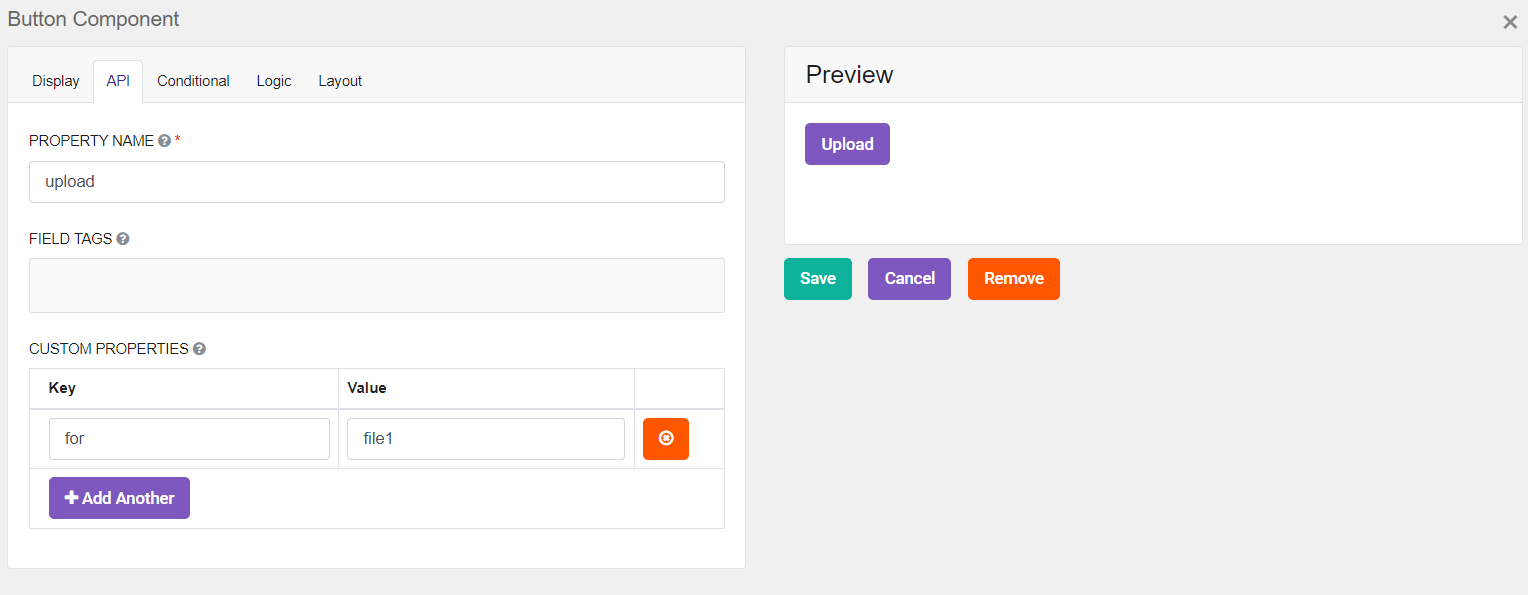 Button Component
Display API Conditional Logic Layout
PROPERTY NAME *
upload
FIELD TAGS
CUSTOM PROPERTIES
Key Value
for file1
Add Another
Preview
Upload
Save Cancel Remove